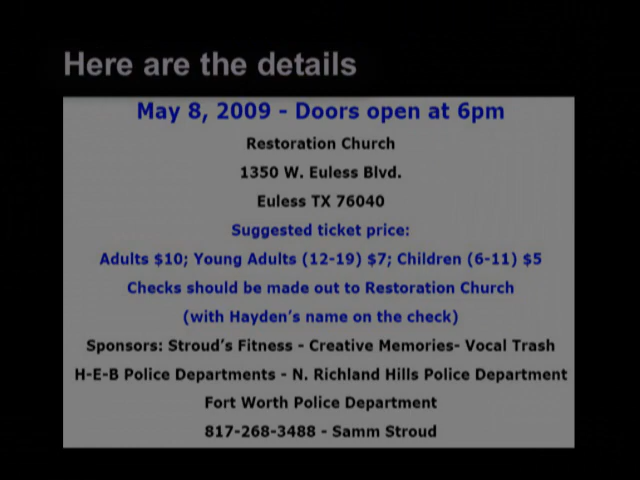 Here are the details
May 8, 2009 - Doors open at 6pm
Restoration Church
1350 W. Euless Blvd.
Euless TX 76040
Suggested ticket price:
Adults $10; Young Adults (12-19) $7; Children (6-11) $5
Checks should be made out to Restoration Church
(with Hayden's name on the check)
Sponsors: Stroud's Fitness - Creative Memories- Vocal Trash
H-E-B Police Departments - N. Richland Hills Police Department
Fort Worth Police Department
817-268-3488 - Samm Stroud